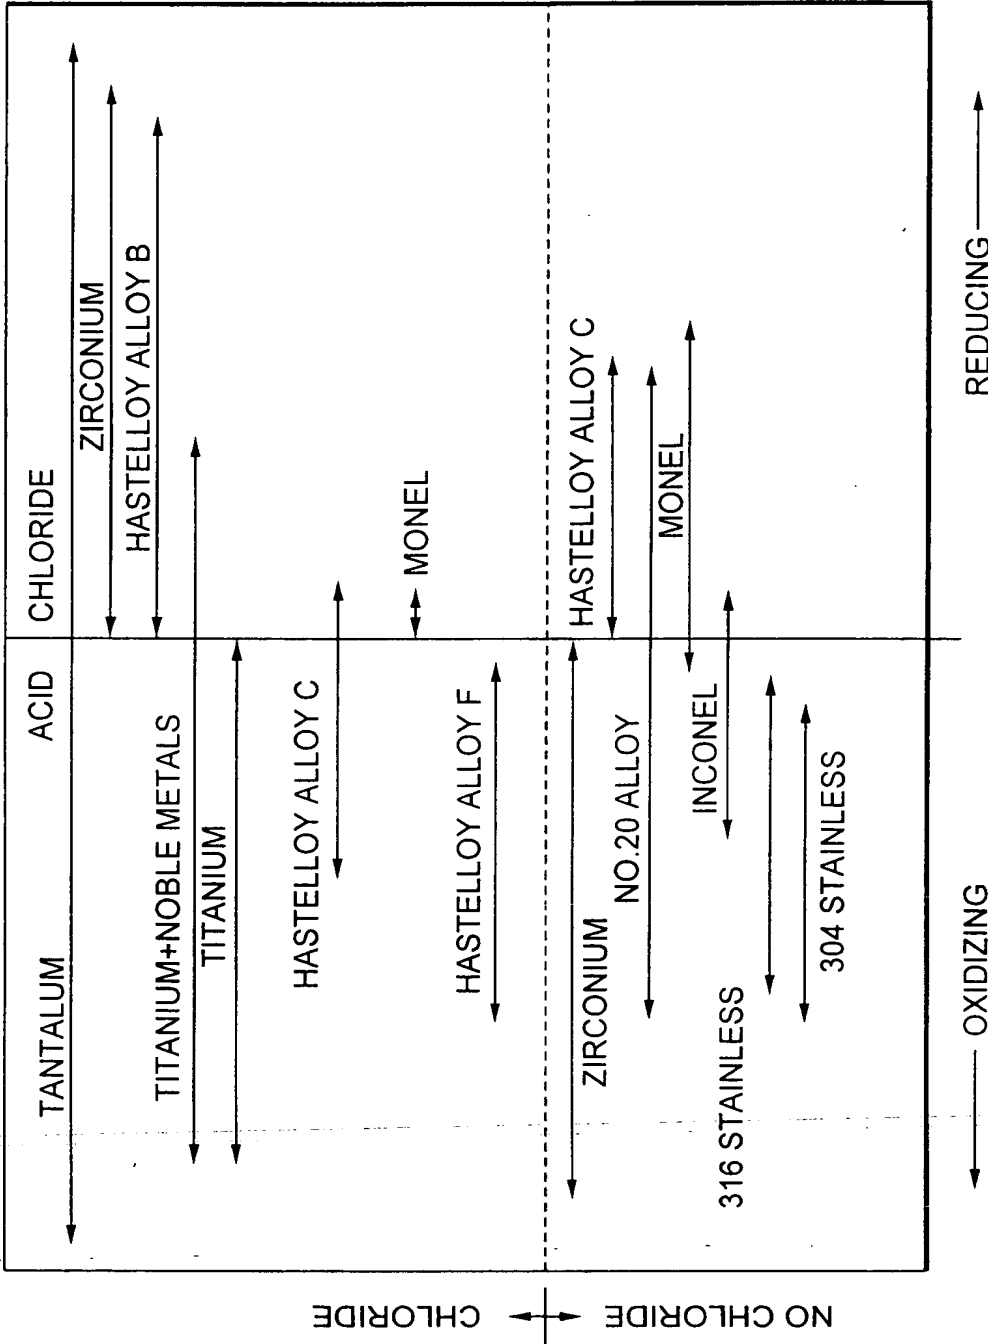 ACID CHLORIDE
TANTALUM
ZIRCONIUM
HASTELLOY ALLOY B
TITANIUM+NOBLE METALS
TITANIUM
HASTELLOY ALLOY C
MONEL
HASTELLOY ALLOY F
HASTELLOY ALLOY C
ZIRCONIUM
NO.20 ALLOY
MONEL
INCONEL
316 STAINLESS
304 STAINLESS
OXIDIZING
REDUCING
CHLORIDE
NO CHLORIDE